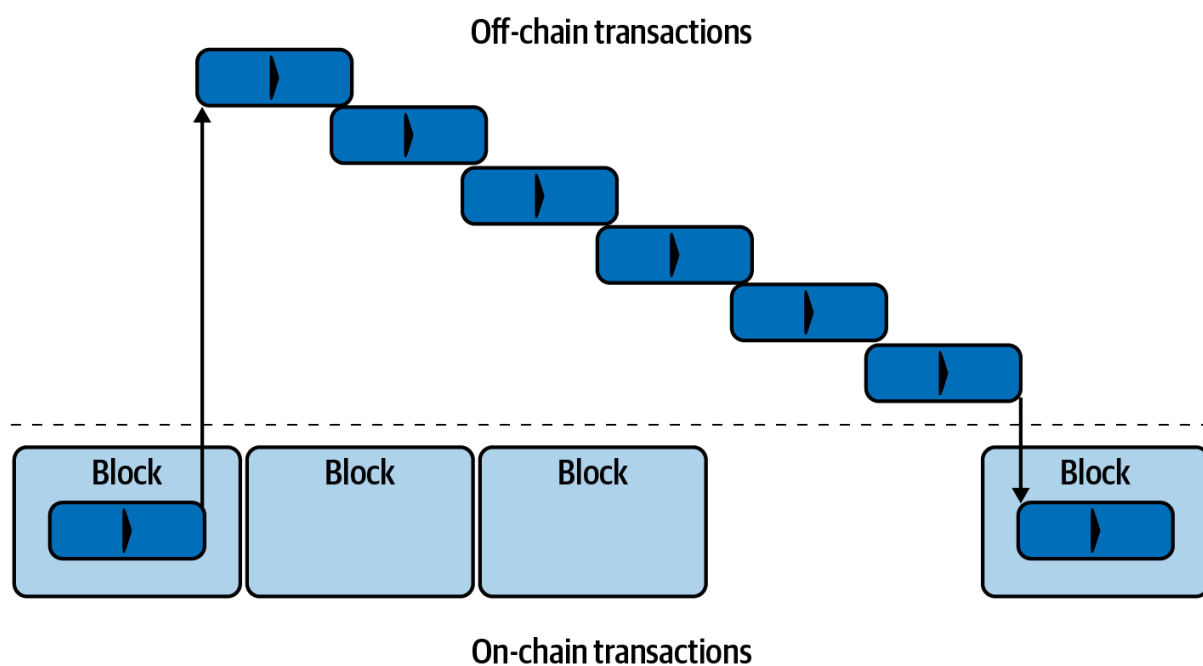 Off-chain transactions
Block
Block
Block
Block
On-chain transactions